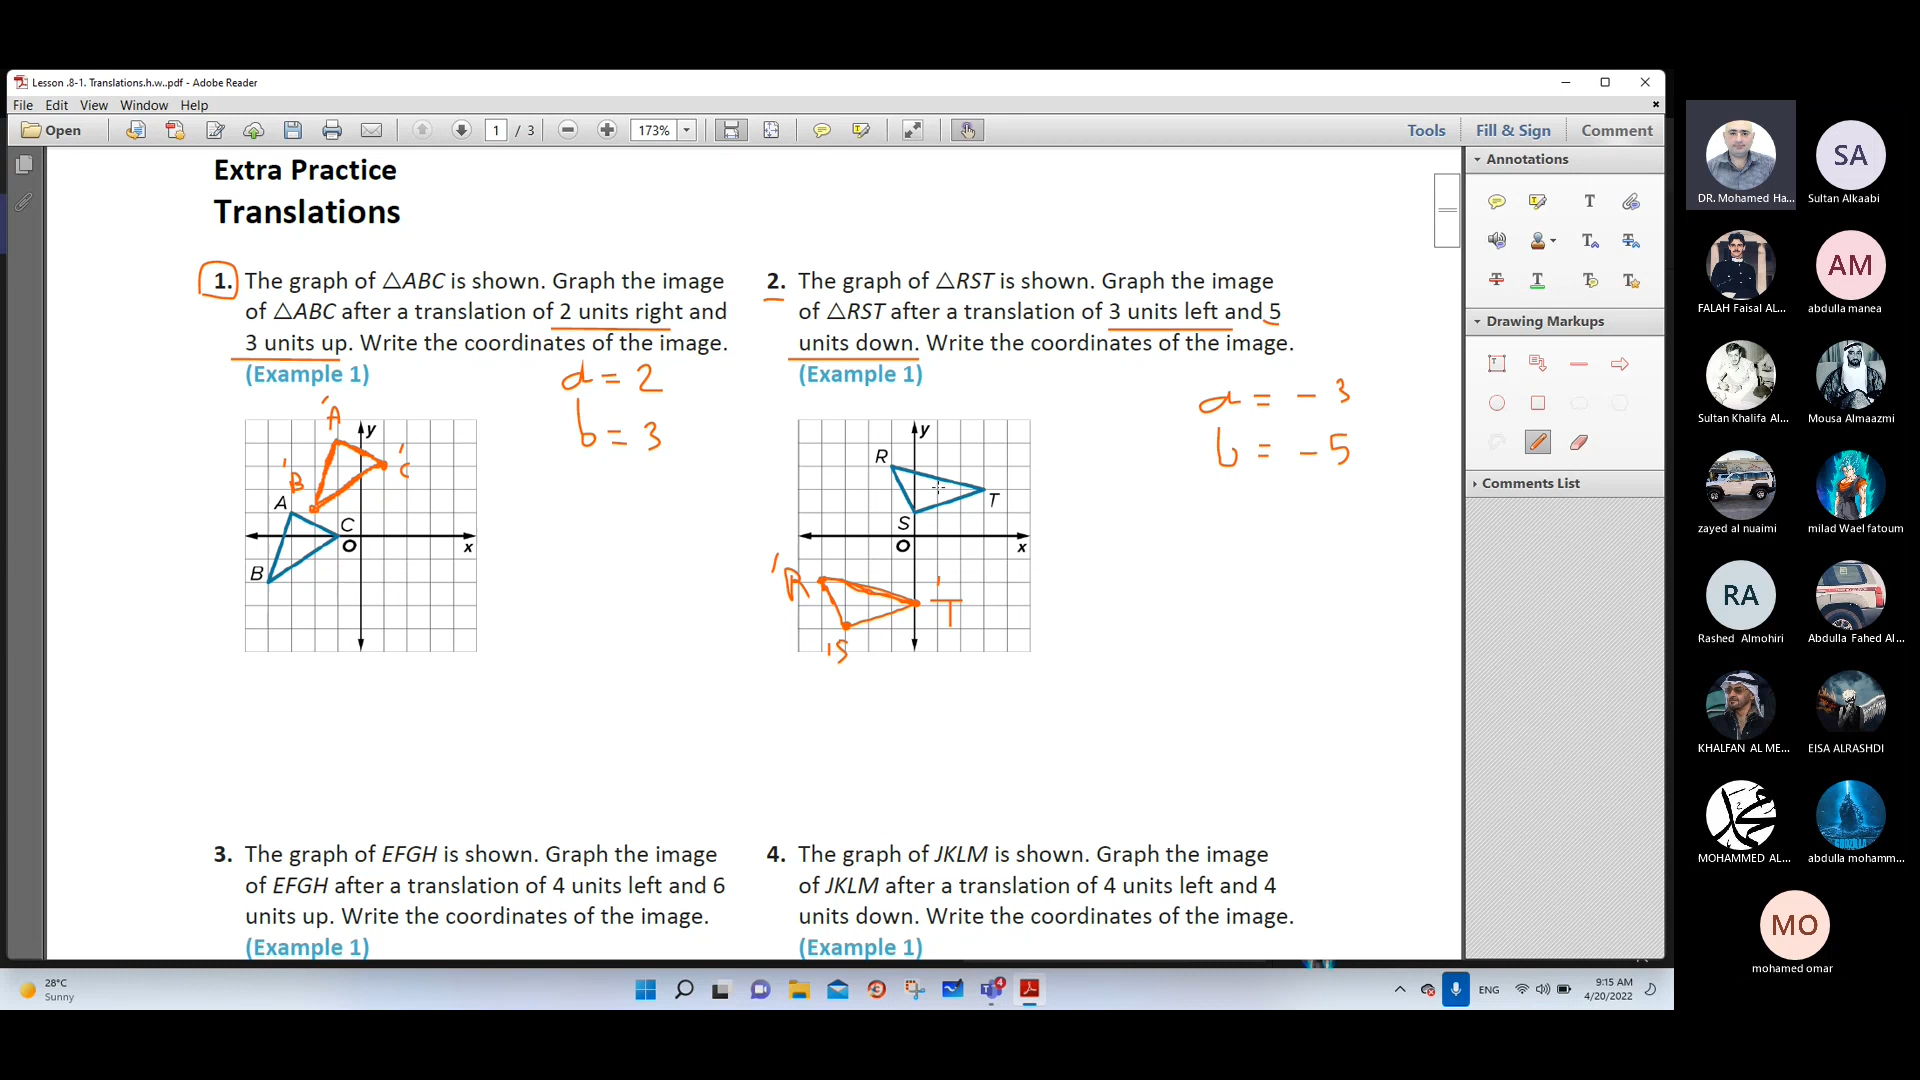 Lesson .8-1. Translations.h.w..pdf - Adobe Reader
File Edit View Window Help
Open 1 / 3 173% Tools Fill & Sign Comment
Extra Practice
Translations
1. The graph of △ABC is shown. Graph the image
of △ABC after a translation of 2 units right and
3 units up. Write the coordinates of the image.
(Example 1)
a = 2
b = 3
'A
'B
'C
y
A
C
O
x
B
2. The graph of △RST is shown. Graph the image
of △RST after a translation of 3 units left and 5
units down. Write the coordinates of the image.
(Example 1)
a = - 3
b = - 5
y
R
T
S
O
x
'R
'T
'S
3. The graph of EFGH is shown. Graph the image
of EFGH after a translation of 4 units left and 6
units up. Write the coordinates of the image.
(Example 1)
4. The graph of JKLM is shown. Graph the image
of JKLM after a translation of 4 units left and 4
units down. Write the coordinates of the image.
(Example 1)
Annotations
Drawing Markups
Comments List
DR. Mohamed Ha...
SA
Sultan Alkaabi
FALAH Faisal AL...
AM
abdulla manea
Sultan Khalifa Al...
Mousa Almaazmi
zayed al nuaimi
milad Wael fatoum
RA
Rashed Almohiri
Abdulla Fahed Al...
KHALFAN AL ME...
EISA ALRASHDI
MOHAMMED AL...
abdulla mohamm...
MO
mohamed omar
28°C
Sunny
4
ENG
9:15 AM
4/20/2022